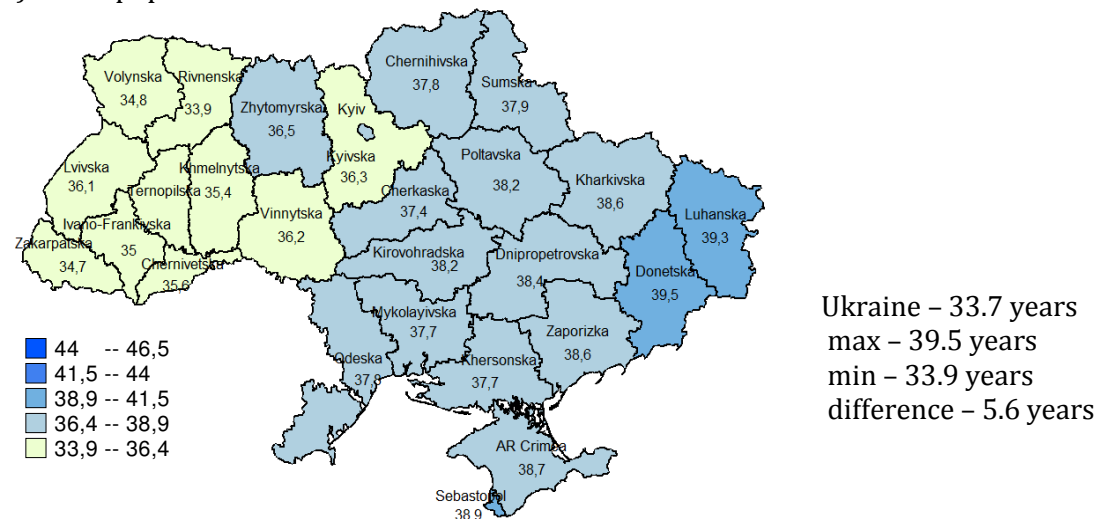 Chernihivska
37,8
Sumska
37,9
Volynska
34,8
Rivnenska
33,9
Zhytomyrska
36,5
Kyiv
Kyivska
36,3
Poltavska
38,2
Kharkivska
38,6
Luhanska
39,3
Lvivska
36,1
Ternopilska
Khmelnytska
35,4
Cherkaska
37,4
Vinnytska
36,2
Ivano-Frankivska
35
Zakarpatska
34,7
Chernivetska
35,6
Kirovohradska
38,2
Dnipropetrovska
38,4
Donetska
39,5
Mykolayivska
37,7
Zaporizka
38,6
Odeska
37,8
Khersonska
37,7
AR Crimea
38,7
Sebastopol
38,9
44 -- 46,5
41,5 -- 44
38,9 -- 41,5
36,4 -- 38,9
33,9 -- 36,4
Ukraine – 33.7 years
max – 39.5 years
min – 33.9 years
difference – 5.6 years